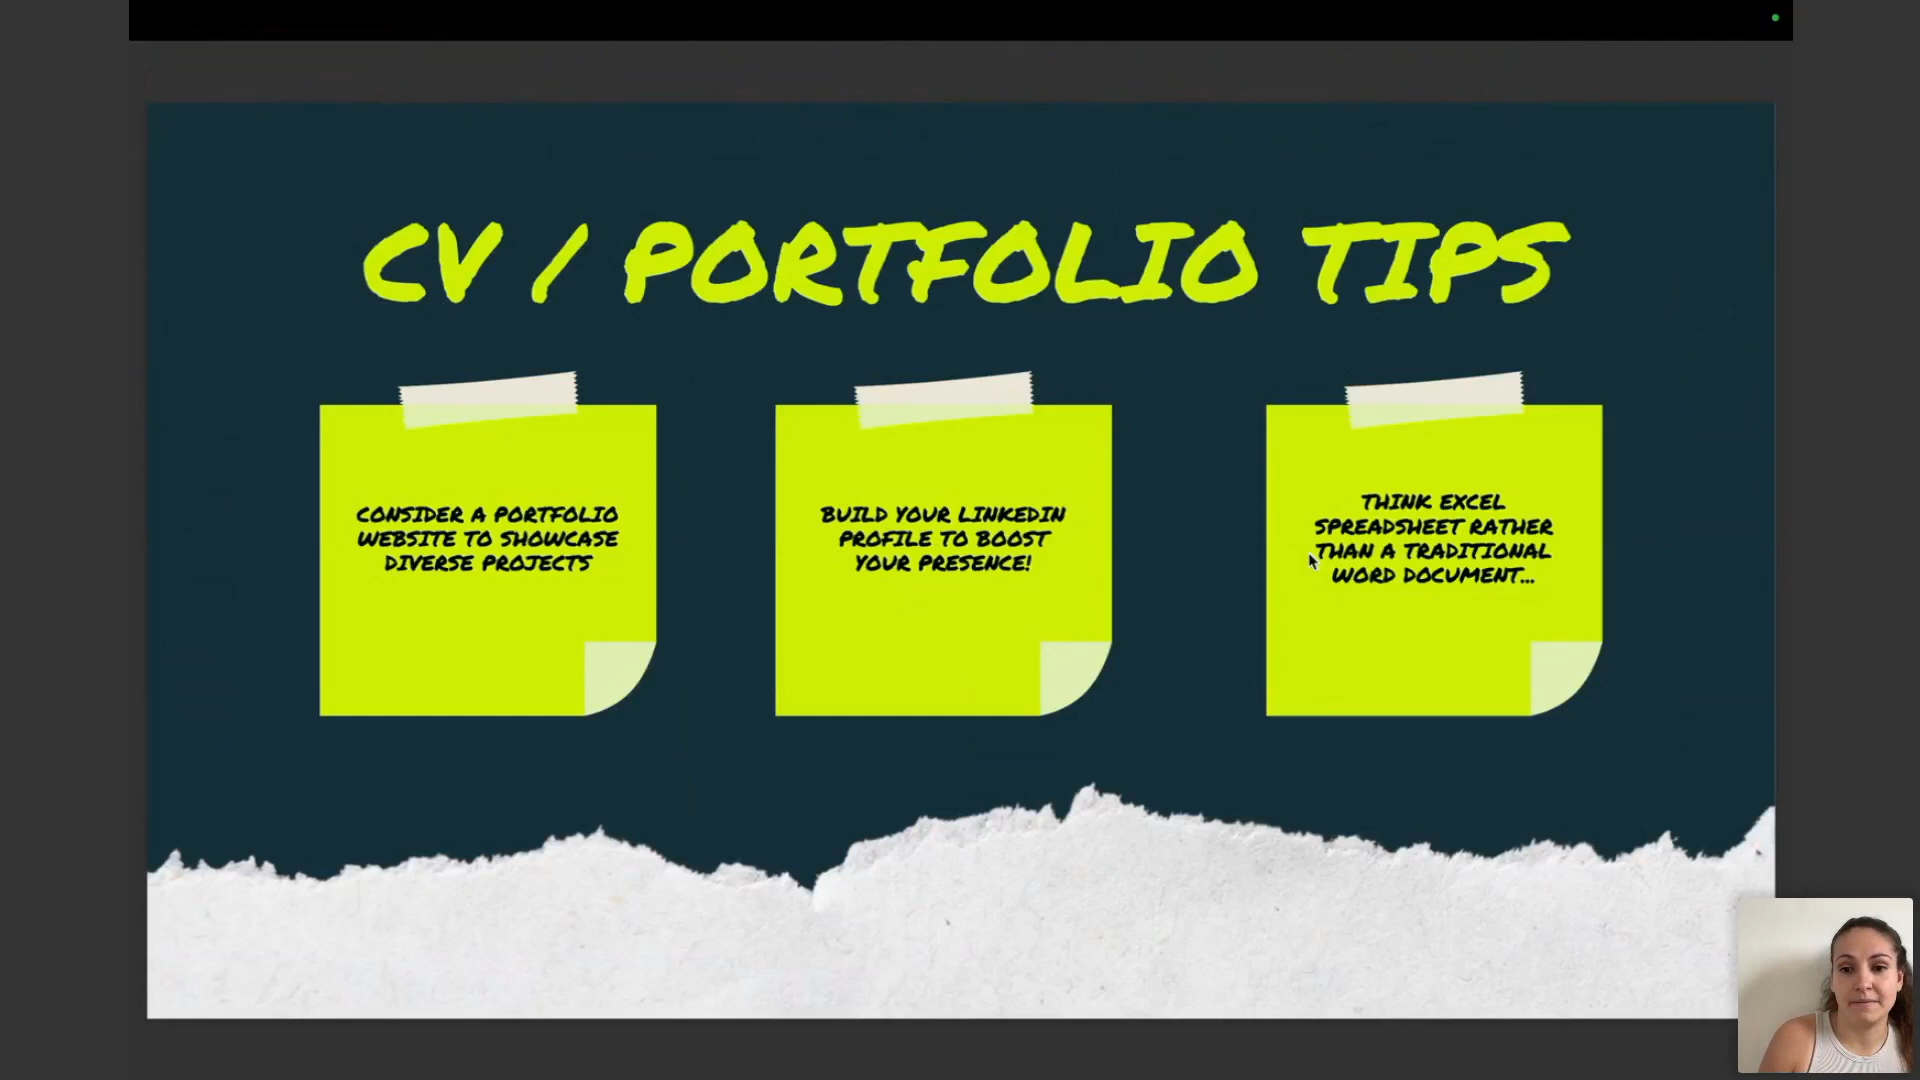 CV / PORTFOLIO TIPS
CONSIDER A PORTFOLIO
WEBSITE TO SHOWCASE
DIVERSE PROJECTS
BUILD YOUR LINKEDIN
PROFILE TO BOOST
YOUR PRESENCE!
THINK EXCEL
SPREADSHEET RATHER
THAN A TRADITIONAL
WORD DOCUMENT...